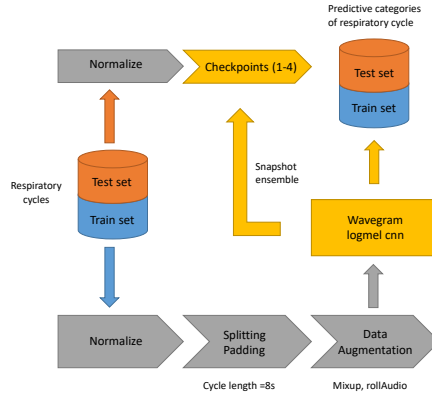 Predictive categories
of respiratory cycle
Normalize
Checkpoints (1-4)
Test set
Train set
Respiratory
cycles
Test set
Train set
Snapshot
ensemble
Wavegram
logmel cnn
Normalize
Splitting
Padding
Data
Augmentation
Cycle length =8s
Mixup, rollAudio